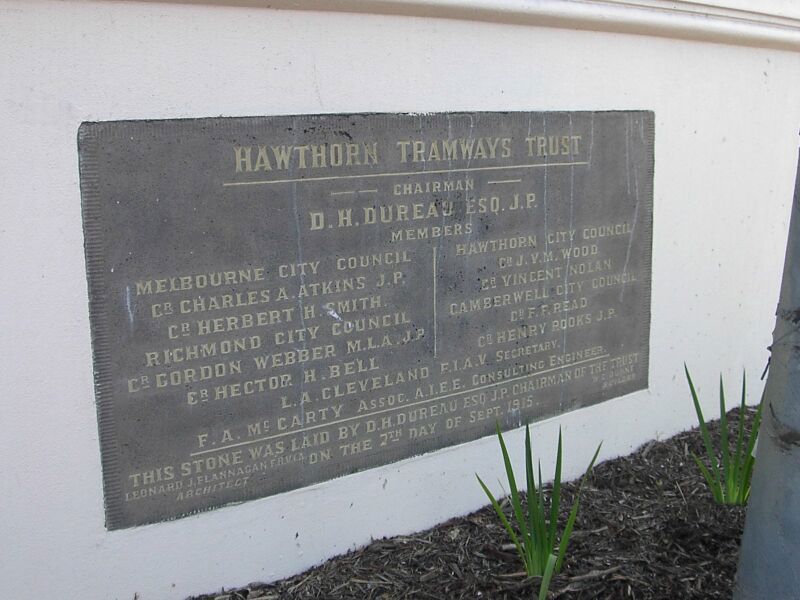 HAWTHORN TRAMWAYS TRUST
CHAIRMAN
D.H. DUREAU ESQ. J.P.
MEMBERS
MELBOURNE CITY COUNCIL
CR CHARLES A. ATKINS J.P.
CR HERBERT H. SMITH.
RICHMOND CITY COUNCIL
CR GORDON WEBBER M.L.A. J.P
CR HECTOR H. BELL
HAWTHORN CITY COUNCIL
CR J.V.M. WOOD
CR VINCENT NOLAN
CAMBERWELL CITY COUNCIL
CR F.F. READ
CR HENRY ROOKS J.P.
L.A. CLEVELAND F.I.A.V. SECRETARY.
F.A. MC CARTY ASSOC. A.I.E.E. CONSULTING ENGINEER.
THIS STONE WAS LAID BY D.H. DUREAU ESQ J.P. CHAIRMAN OF THE TRUST
ON THE 2TH DAY OF SEPT. 1915.
LEONARD J. FLANNAGAN
ARCHITECT